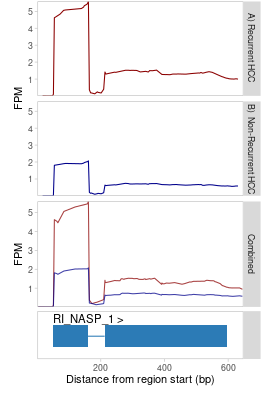 5
4
3
2
1
A) Recurrent HCC
FPM
5
4
3
2
1
B) Non-Recurrent HCC
5
4
3
2
1
Combined
FPM
RI_NASP_1 >
200
400
600
Distance from region start (bp)